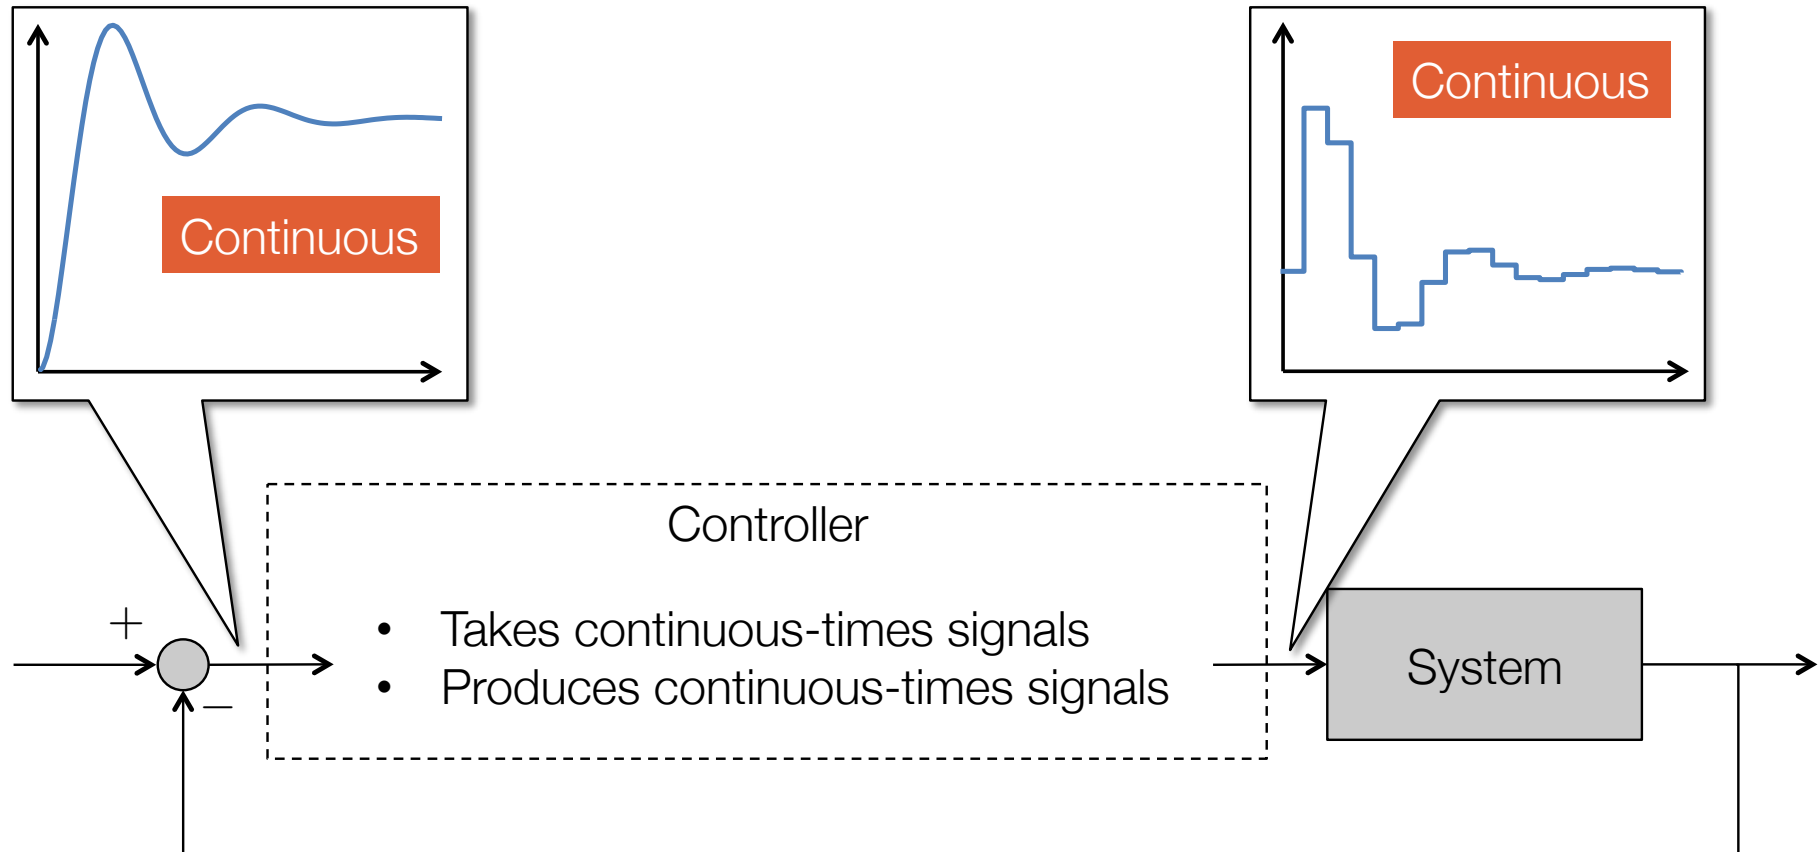 Continuous
Continuous
Controller
+
• Takes continuous-times signals
• Produces continuous-times signals
System
−